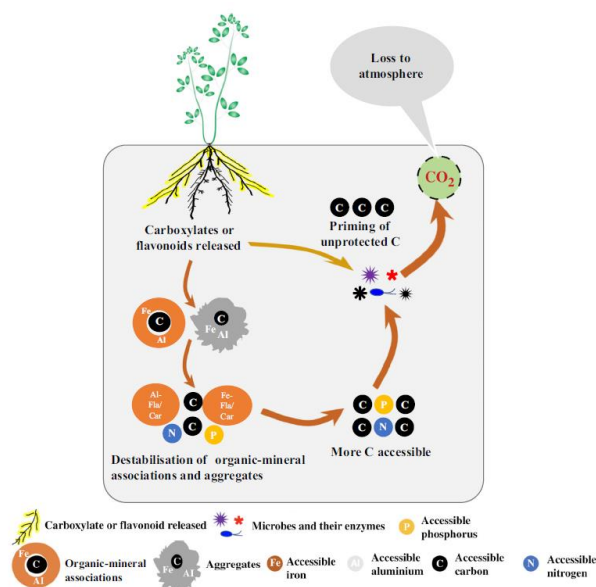 Loss to
atmosphere
CO2
C C C
Carboxylates or
flavonoids released
Priming of
unprotected C
Fe
C
Al
C
Fe
Al
Al-
Fla/
Car
C
C
Fe-
Fla/
Car
N
P
C P C
C N C
Destabilisation of organic-mineral
associations and aggregates
More C accessible
Carboxylate or flavonoid released
Microbes and their enzymes
P
Accessible
phosphorus
Fe
C
Al
Organic-mineral
associations
C
Fe
Al
Aggregates
Fe
Accessible
iron
Al
Accessible
aluminium
C
Accessible
carbon
N
Accessible
nitrogen